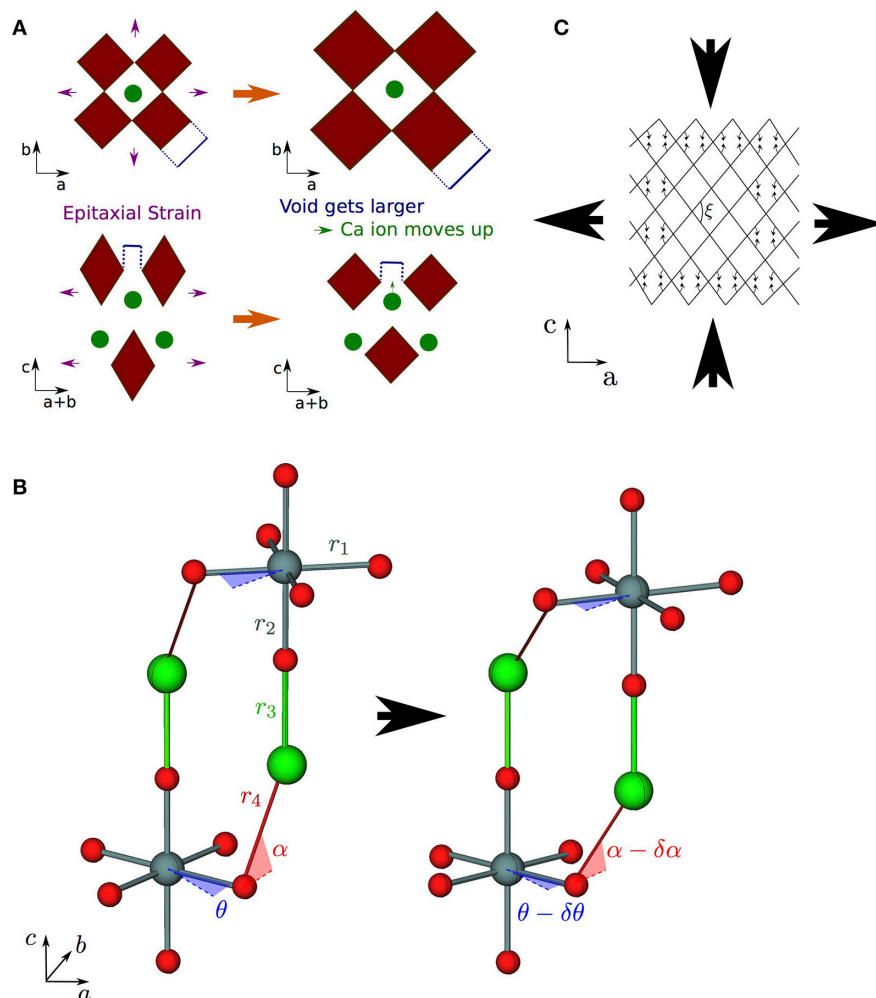 A
C
b
a
b
a
Epitaxial Strain
Void gets larger
Ca ion moves up
c
a+b
c
a+b
ξ
c
a
B
r₁
r₂
r₃
r₄
α
θ
α − δα
θ − δθ
c
b
a